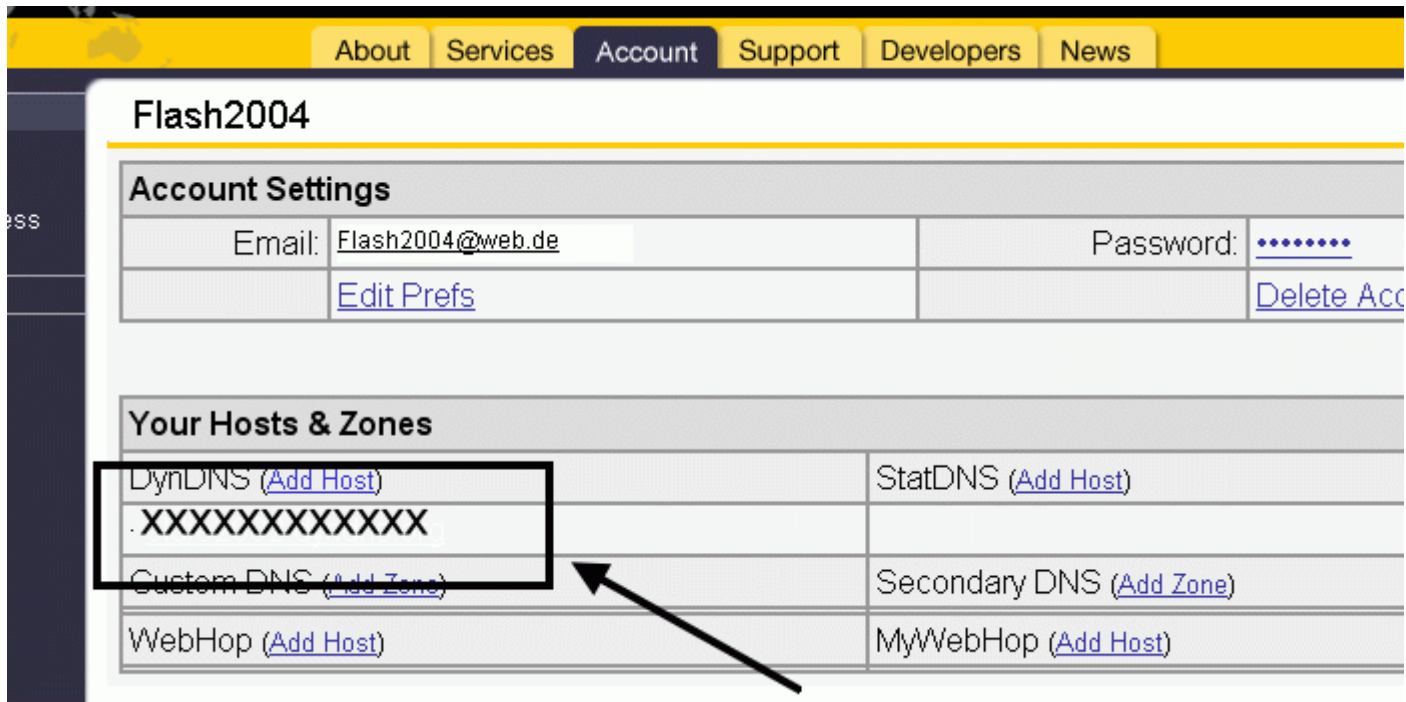 About Services Account Support Developers News
Flash2004
Account Settings
ess
Email: Flash2004@web.de Password: ••••••••
Edit Prefs Delete Acc
Your Hosts & Zones
DynDNS (Add Host) StatDNS (Add Host)
. XXXXXXXXXXXX
Custom DNS (Add Zone) Secondary DNS (Add Zone)
WebHop (Add Host) MyWebHop (Add Host)